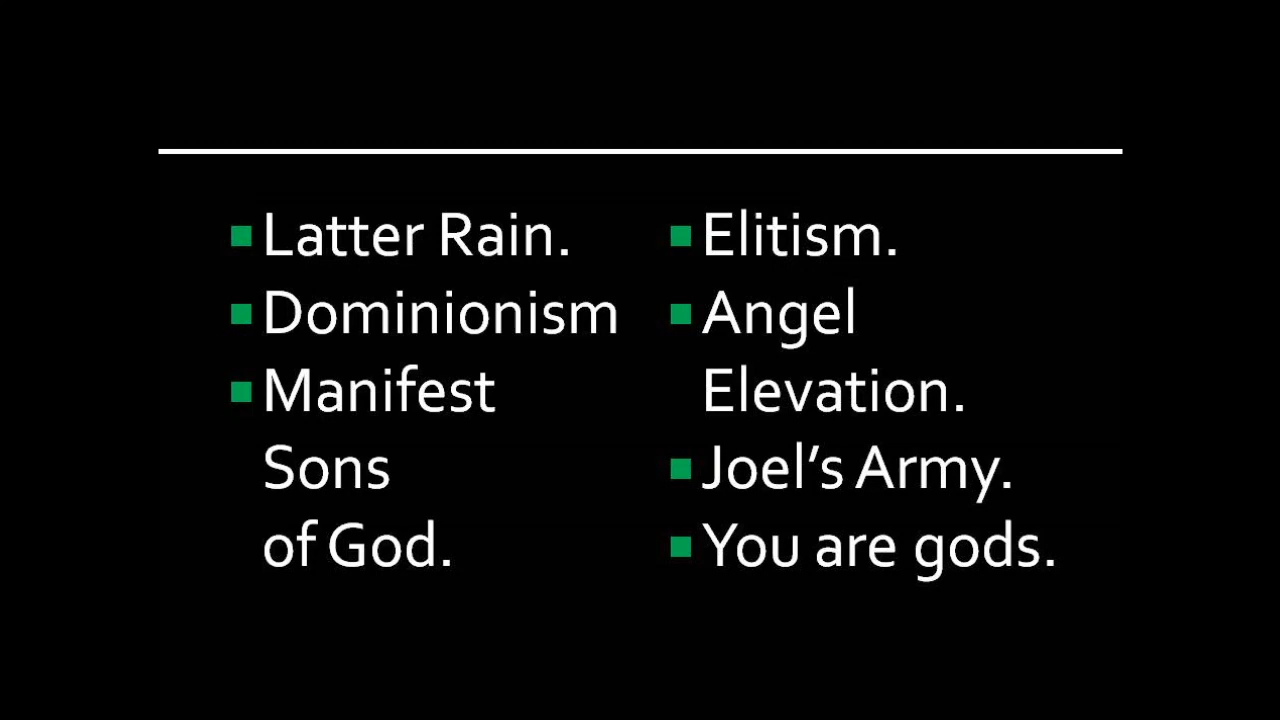 Latter Rain.
Dominionism
Manifest
Sons
of God.
Elitism.
Angel
Elevation.
Joel’s Army.
You are gods.